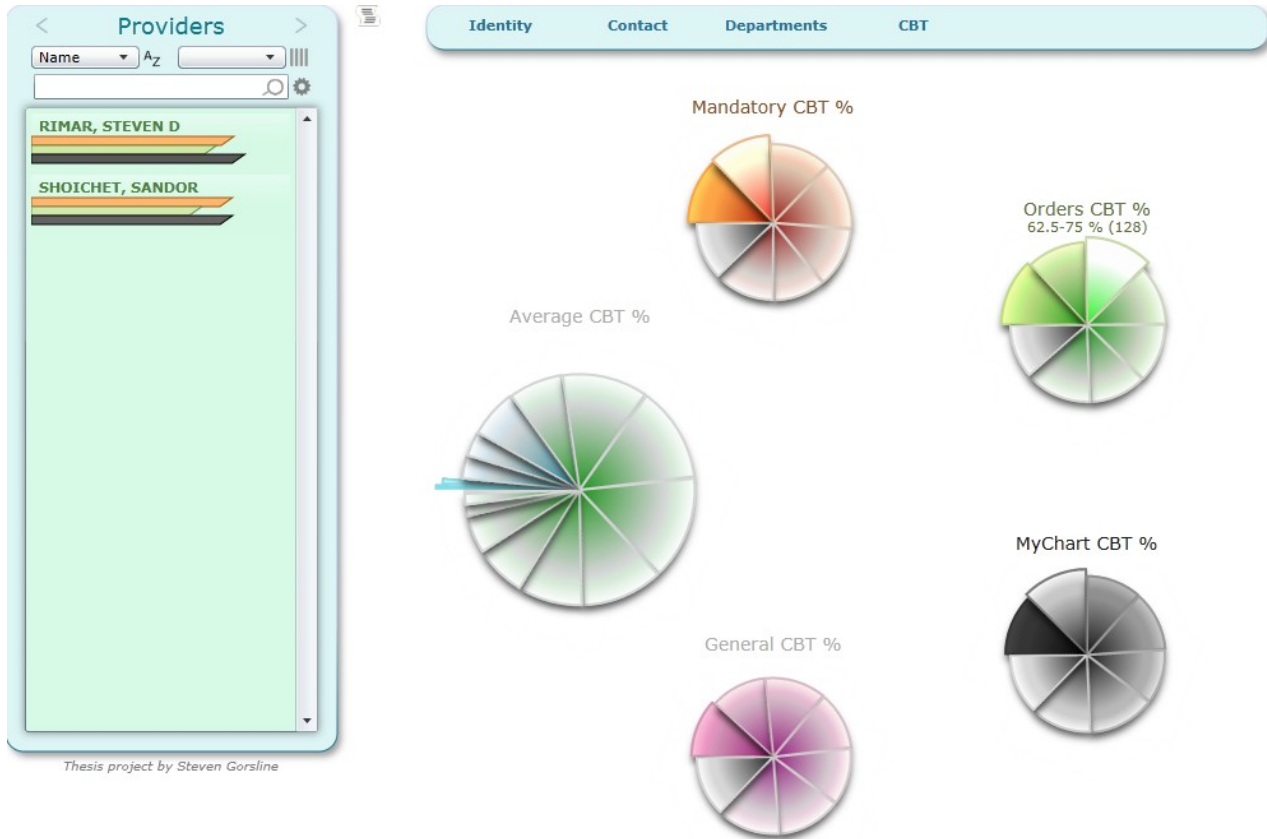 Providers
Name
AZ
RIMAR, STEVEN D
SHOICHET, SANDOR
Thesis project by Steven Gorsline
Identity Contact Departments CBT
Mandatory CBT %
Orders CBT %
62.5-75 % (128)
Average CBT %
MyChart CBT %
General CBT %